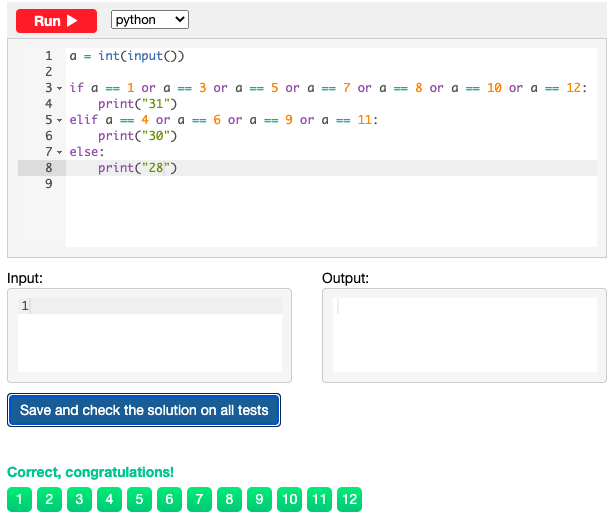 Run ▶ python
1 a = int(input())
2
3 if a == 1 or a == 3 or a == 5 or a == 7 or a == 8 or a == 10 or a == 12:
4     print("31")
5 elif a == 4 or a == 6 or a == 9 or a == 11:
6     print("30")
7 else:
8     print("28")
9
Input: Output:
1
Save and check the solution on all tests
Correct, congratulations!
1 2 3 4 5 6 7 8 9 10 11 12